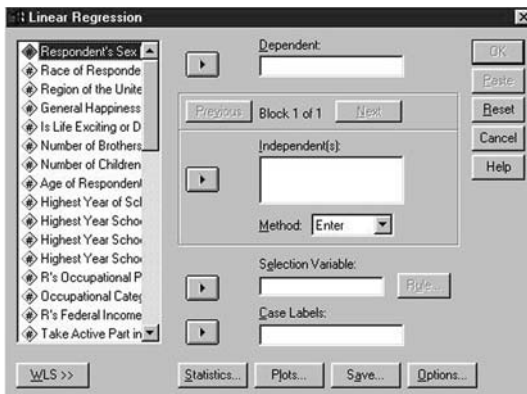 Linear Regression
Respondent's Sex
Race of Responde
Region of the Unite
General Happiness
Is Life Exciting or D
Number of Brothers
Number of Children
Age of Respondent
Highest Year of Scl
Highest Year Schoo
Highest Year Schoo
Highest Year Schoo
R's Occupational P
Occupational Categ
R's Federal Income
Take Active Part in
WLS >>
Dependent:
Previous
Block 1 of 1
Next
Independent(s):
Method:
Enter
Selection Variable:
Rule...
Case Labels:
Statistics...
Plots...
Save...
Options...
OK
Paste
Reset
Cancel
Help